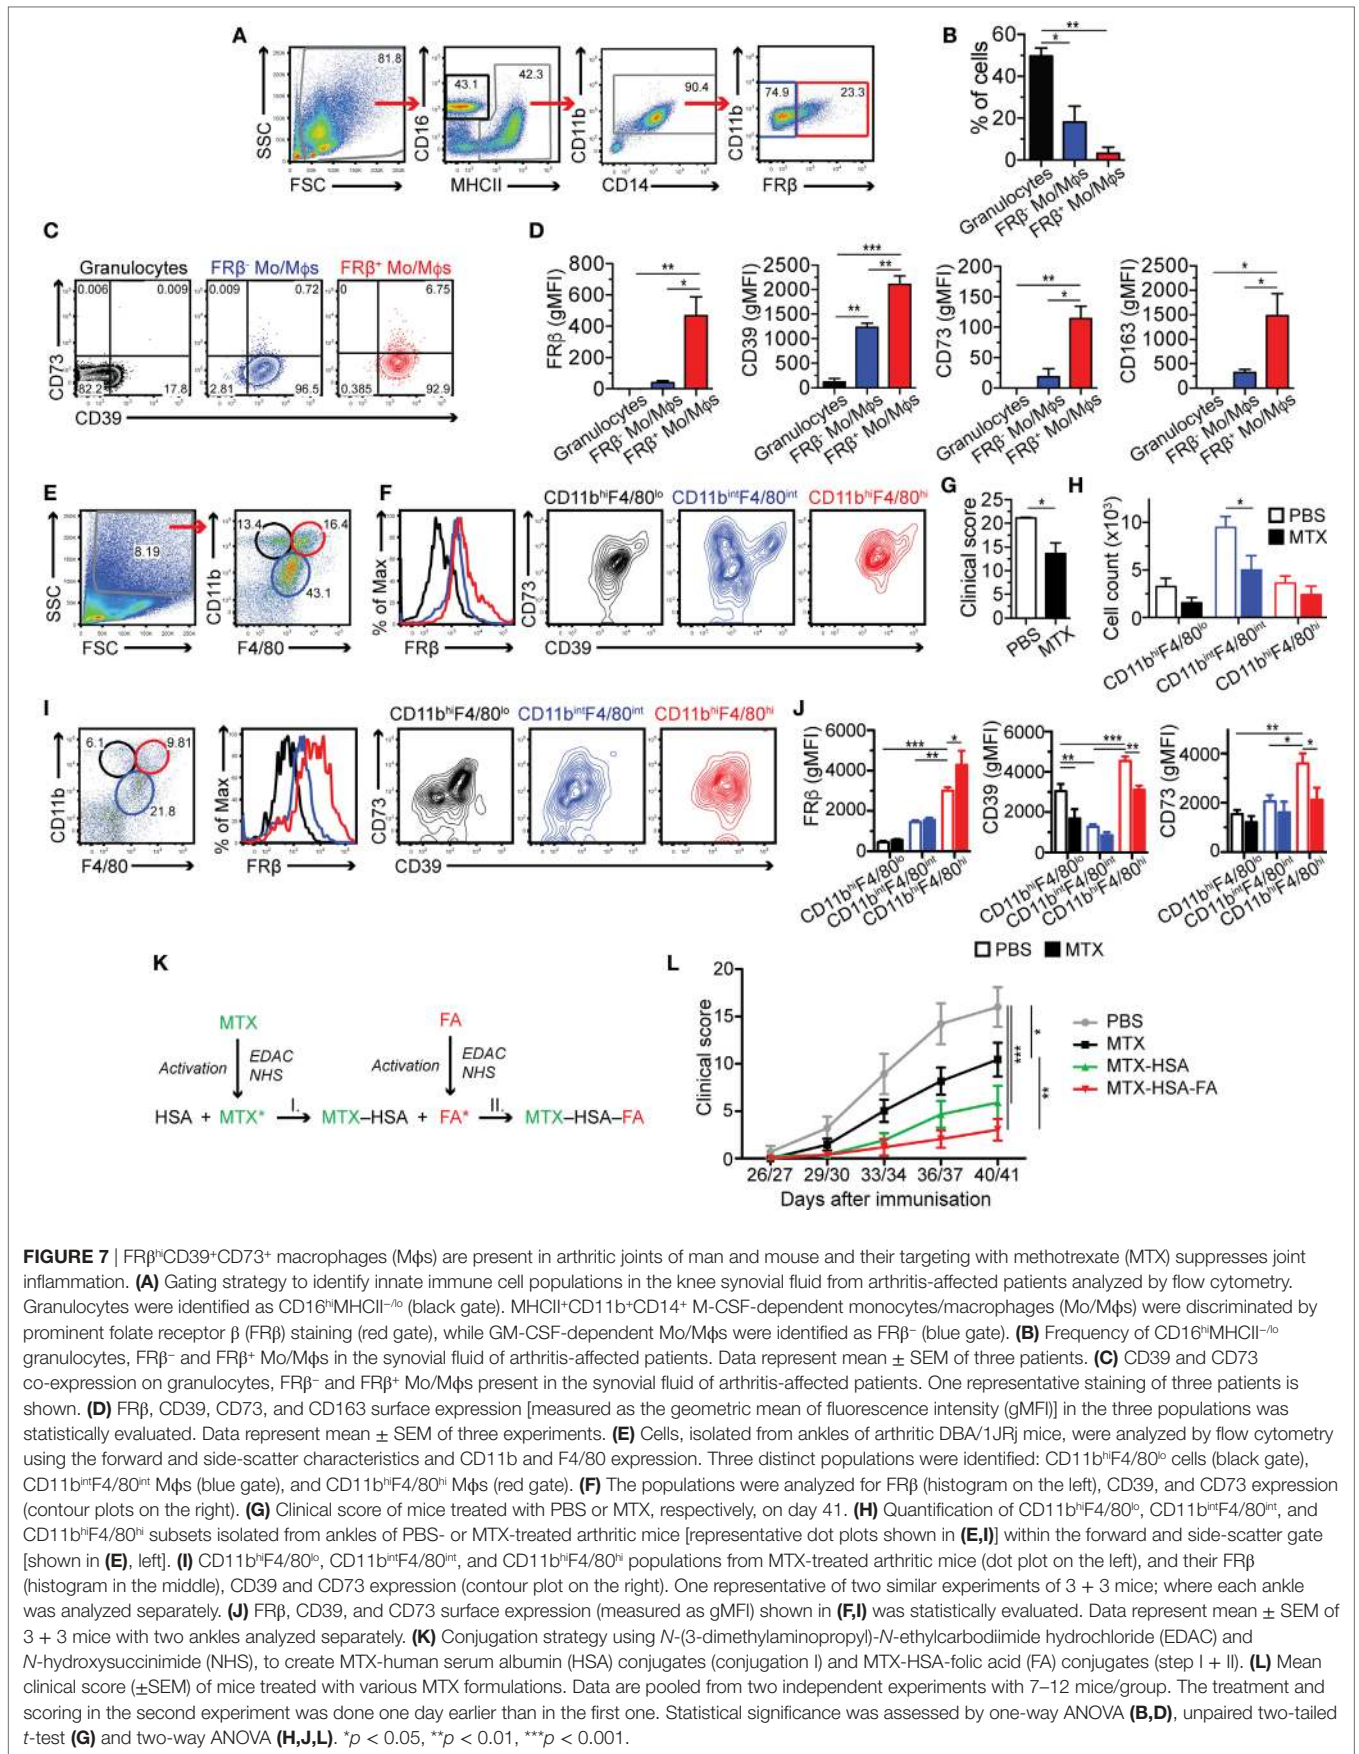 A
SSC
FSC
81.8
CD16
MHCII
43.1
42.3
CD11b
CD14
90.4
CD11b
FRβ
74.9
23.3
B
% of cells
60
40
20
0
**
*
Granulocytes
FRβ⁻ Mo/Mϕs
FRβ⁺ Mo/Mϕs
C
Granulocytes
FRβ⁻ Mo/Mϕs
FRβ⁺ Mo/Mϕs
0.006
0.009
82.2
17.8
0.009
0.72
2.81
96.5
0
6.75
0.385
92.9
CD73
CD39
D
FRβ (gMFI)
800
600
400
200
0
**
*
Granulocytes
FRβ⁻ Mo/Mϕs
FRβ⁺ Mo/Mϕs
CD39 (gMFI)
2500
2000
1500
1000
500
0
***
**
**
Granulocytes
FRβ⁻ Mo/Mϕs
FRβ⁺ Mo/Mϕs
CD73 (gMFI)
200
150
100
50
0
**
*
Granulocytes
FRβ⁻ Mo/Mϕs
FRβ⁺ Mo/Mϕs
CD163 (gMFI)
2500
2000
1500
1000
500
0
*
*
Granulocytes
FRβ⁻ Mo/Mϕs
FRβ⁺ Mo/Mϕs
E
SSC
FSC
8.19
CD11b
F4/80
13.4
16.4
43.1
F
% of Max
FRβ
CD11bʰⁱF4/80ˡᵒ
CD11bⁱⁿᵗF4/80ⁱⁿᵗ
CD11bʰⁱF4/80ʰⁱ
CD73
CD39
G
Clinical score
25
20
15
10
5
0
*
PBS
MTX
H
Cell count (x10³)
10
5
0
*
PBS
MTX
CD11bʰⁱF4/80ˡᵒ
CD11bⁱⁿᵗF4/80ⁱⁿᵗ
CD11bʰⁱF4/80ʰⁱ
I
CD11b
F4/80
6.1
9.81
21.8
% of Max
FRβ
CD11bʰⁱF4/80ˡᵒ
CD11bⁱⁿᵗF4/80ⁱⁿᵗ
CD11bʰⁱF4/80ʰⁱ
CD73
CD39
J
FRβ (gMFI)
6000
4000
2000
0
***
**
*
CD11bʰⁱF4/80ˡᵒ
CD11bⁱⁿᵗF4/80ⁱⁿᵗ
CD11bʰⁱF4/80ʰⁱ
CD39 (gMFI)
6000
4000
2000
0
**
***
**
CD11bʰⁱF4/80ˡᵒ
CD11bⁱⁿᵗF4/80ⁱⁿᵗ
CD11bʰⁱF4/80ʰⁱ
CD73 (gMFI)
4000
2000
0
**
*
*
CD11bʰⁱF4/80ˡᵒ
CD11bⁱⁿᵗF4/80ⁱⁿᵗ
CD11bʰⁱF4/80ʰⁱ
PBS MTX
K
MTX
FA
Activation
EDAC
NHS
Activation
EDAC
NHS
HSA + MTX* I. MTX–HSA + FA* II. MTX–HSA–FA
L
Clinical score
20
15
10
5
0
26/27 29/30 33/34 36/37 40/41
Days after immunisation
***
*
**
PBS
MTX
MTX-HSA
MTX-HSA-FA
FIGURE 7 | FRβʰⁱCD39⁺CD73⁺ macrophages (Mϕs) are present in arthritic joints of man and mouse and their targeting with methotrexate (MTX) suppresses joint
inflammation. (A) Gating strategy to identify innate immune cell populations in the knee synovial fluid from arthritis-affected patients analyzed by flow cytometry.
Granulocytes were identified as CD16ʰⁱMHCII⁻/ˡᵒ (black gate). MHCII⁺CD11b⁺CD14⁺ M-CSF-dependent monocytes/macrophages (Mo/Mϕs) were discriminated by
prominent folate receptor β (FRβ) staining (red gate), while GM-CSF-dependent Mo/Mϕs were identified as FRβ⁻ (blue gate). (B) Frequency of CD16ʰⁱMHCII⁻/ˡᵒ
granulocytes, FRβ⁻ and FRβ⁺ Mo/Mϕs in the synovial fluid of arthritis-affected patients. Data represent mean ± SEM of three patients. (C) CD39 and CD73
co-expression on granulocytes, FRβ⁻ and FRβ⁺ Mo/Mϕs present in the synovial fluid of arthritis-affected patients. One representative staining of three patients is
shown. (D) FRβ, CD39, CD73, and CD163 surface expression [measured as the geometric mean of fluorescence intensity (gMFI)] in the three populations was
statistically evaluated. Data represent mean ± SEM of three experiments. (E) Cells, isolated from ankles of arthritic DBA/1JRj mice, were analyzed by flow cytometry
using the forward and side-scatter characteristics and CD11b and F4/80 expression. Three distinct populations were identified: CD11bʰⁱF4/80ˡᵒ cells (black gate),
CD11bⁱⁿᵗF4/80ⁱⁿᵗ Mϕs (blue gate), and CD11bʰⁱF4/80ʰⁱ Mϕs (red gate). (F) The populations were analyzed for FRβ (histogram on the left), CD39, and CD73 expression
(contour plots on the right). (G) Clinical score of mice treated with PBS or MTX, respectively, on day 41. (H) Quantification of CD11bʰⁱF4/80ˡᵒ, CD11bⁱⁿᵗF4/80ⁱⁿᵗ, and
CD11bʰⁱF4/80ʰⁱ subsets isolated from ankles of PBS- or MTX-treated arthritic mice [representative dot plots shown in (E,I)] within the forward and side-scatter gate
[shown in (E), left]. (I) CD11bʰⁱF4/80ˡᵒ, CD11bⁱⁿᵗF4/80ⁱⁿᵗ, and CD11bʰⁱF4/80ʰⁱ populations from MTX-treated arthritic mice (dot plot on the left), and their FRβ
(histogram in the middle), CD39 and CD73 expression (contour plot on the right). One representative of two similar experiments of 3 + 3 mice; where each ankle
was analyzed separately. (J) FRβ, CD39, and CD73 surface expression (measured as gMFI) shown in (F,I) was statistically evaluated. Data represent mean ± SEM of
3 + 3 mice with two ankles analyzed separately. (K) Conjugation strategy using N-(3-dimethylaminopropyl)-N-ethylcarbodiimide hydrochloride (EDAC) and
N-hydroxysuccinimide (NHS), to create MTX-human serum albumin (HSA) conjugates (conjugation I) and MTX-HSA-folic acid (FA) conjugates (step I + II). (L) Mean
clinical score (±SEM) of mice treated with various MTX formulations. Data are pooled from two independent experiments with 7–12 mice/group. The treatment and
scoring in the second experiment was done one day earlier than in the first one. Statistical significance was assessed by one-way ANOVA (B,D), unpaired two-tailed
t-test (G) and two-way ANOVA (H,J,L). *p < 0.05, **p < 0.01, ***p < 0.001.